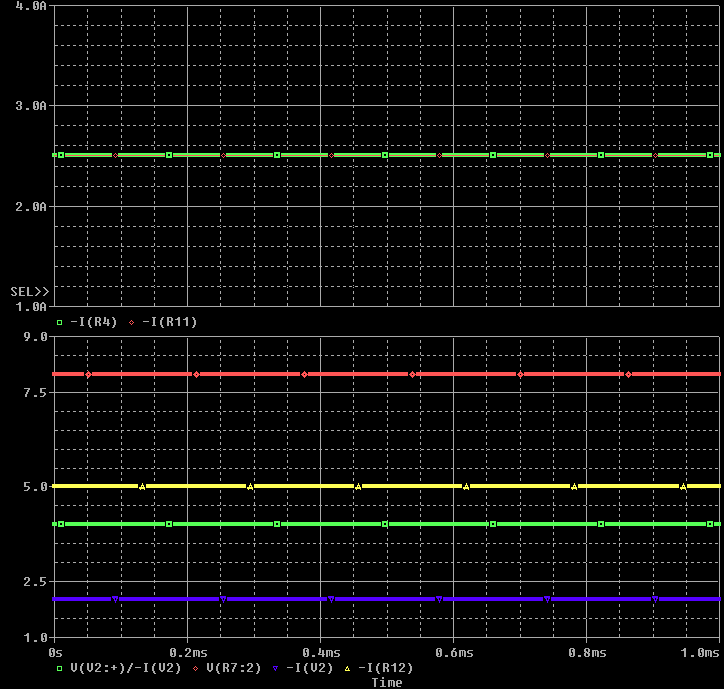 4.0A
3.0A
2.0A
SEL>>
1.0A
-I(R4) -I(R11)
9.0
7.5
5.0
2.5
1.0
0s 0.2ms 0.4ms 0.6ms 0.8ms 1.0ms
V(V2:+)/-I(V2) V(R7:2) -I(V2) -I(R12)
Time